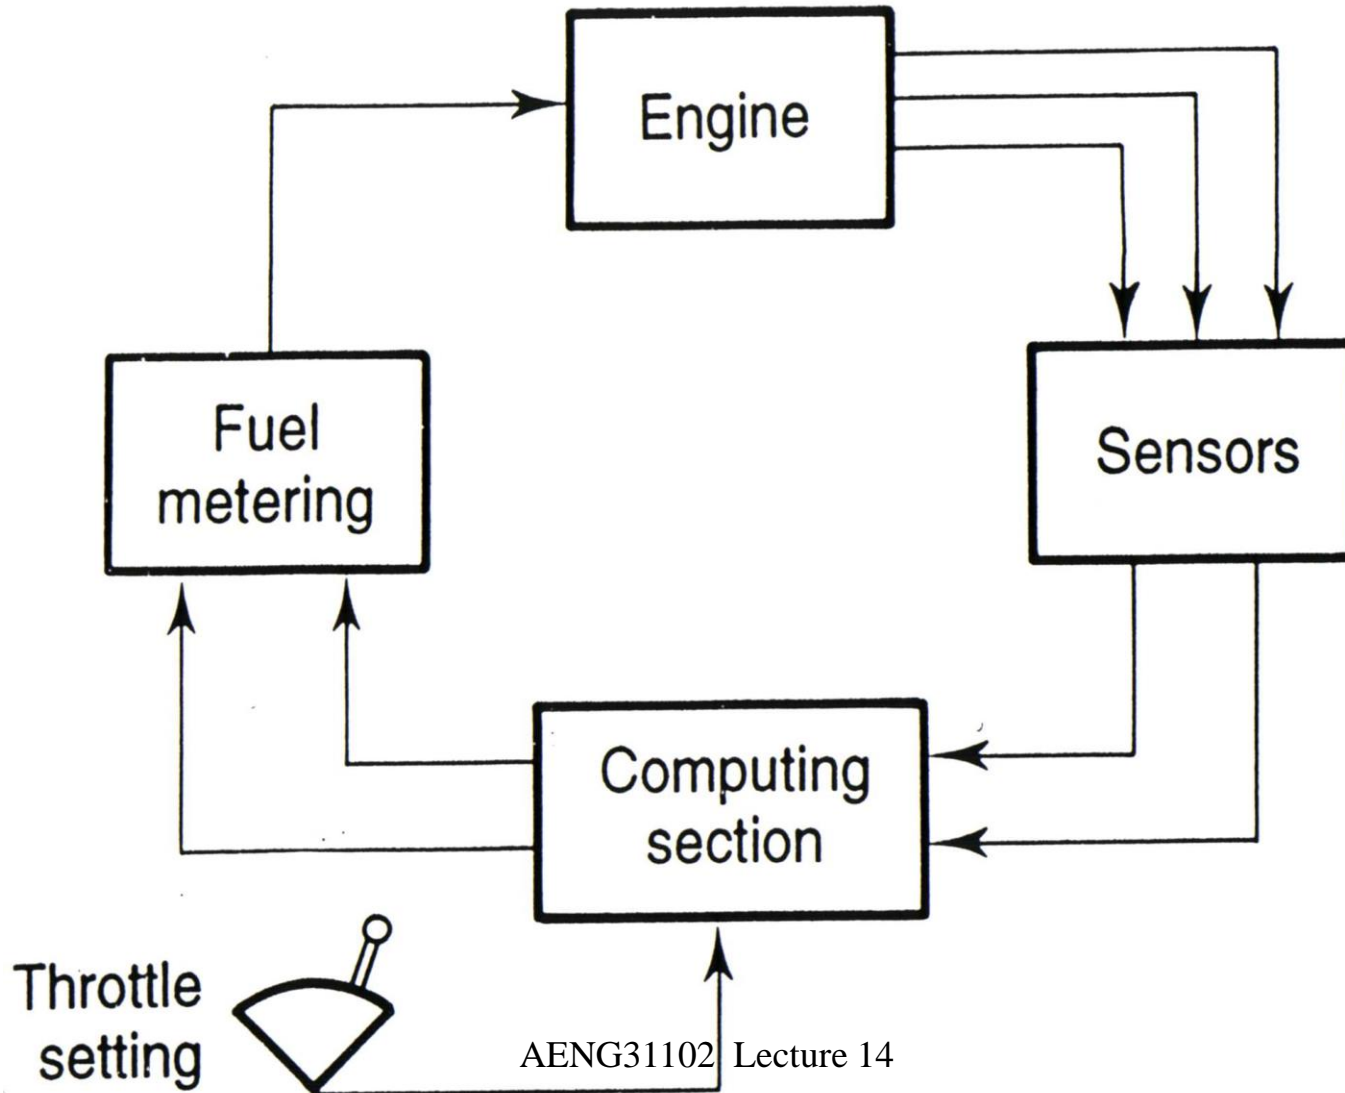 Engine
Fuel
metering
Sensors
Computing
section
Throttle
setting
AENG31102 Lecture 14